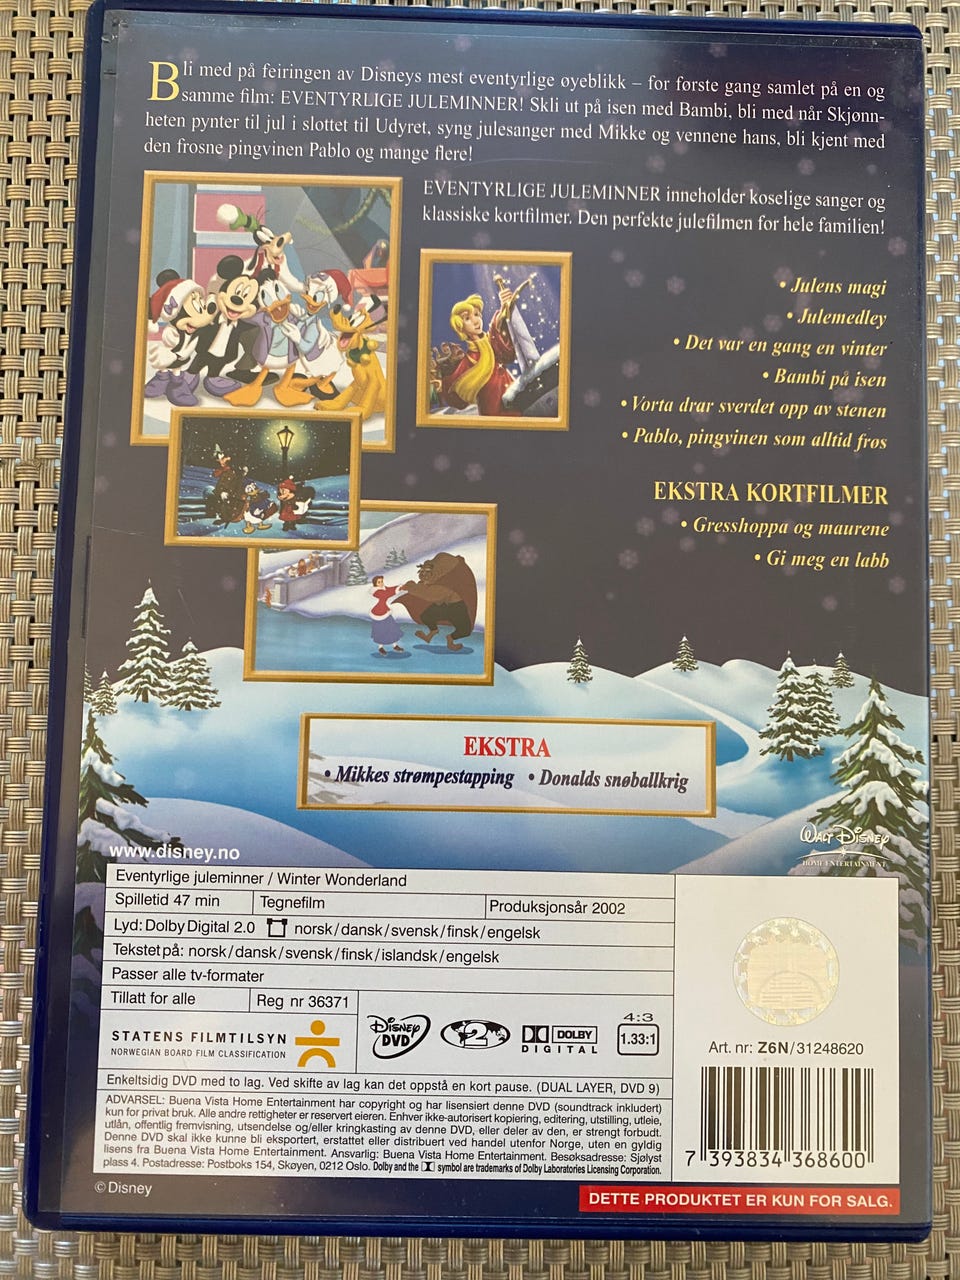 Bli med på feiringen av Disneys mest eventyrlige øyeblikk – for første gang samlet på en og
samme film: EVENTYRLIGE JULEMINNER! Skli ut på isen med Bambi, bli med når Skjønn-
heten pynter til jul i slottet til Udyret, syng julesanger med Mikke og vennene hans, bli kjent med
den frosne pingvinen Pablo og mange flere!
EVENTYRLIGE JULEMINNER inneholder koselige sanger og
klassiske kortfilmer. Den perfekte julefilmen for hele familien!
• Julens magi
• Julemedley
• Det var en gang en vinter
• Bambi på isen
• Vorta drar sverdet opp av stenen
• Pablo, pingvinen som alltid frøs
EKSTRA KORTFILMER
• Gresshoppa og maurene
• Gi meg en labb
EKSTRA
• Mikkes strømpestapping • Donalds snøballkrig
www.disney.no
WALT DISNEY
HOME ENTERTAINMENT
Eventyrlige juleminner / Winter Wonderland
Spilletid 47 min Tegnefilm Produksjonsår 2002
Lyd: Dolby Digital 2.0 norsk/dansk/svensk/finsk/engelsk
Tekstet på: norsk/dansk/svensk/finsk/islandsk/engelsk
Passer alle tv-formater
Tillatt for alle Reg nr 36371
STATENS FILMTILSYN
NORWEGIAN BOARD FILM CLASSIFICATION
DISNEY DVD
2
DOLBY
DIGITAL
4:3
1.33:1
Art. nr: Z6N/31248620
Enkeltsidig DVD med to lag. Ved skifte av lag kan det oppstå en kort pause. (DUAL LAYER, DVD 9)
ADVARSEL: Buena Vista Home Entertainment har copyright og har lisensiert denne DVD (soundtrack inkludert)
kun for privat bruk. Alle andre rettigheter er reservert eieren. Enhver ikke-autorisert kopiering, editering, utstilling, utleie,
utlån, offentlig fremvisning, utsendelse og/eller kringkasting av denne DVD, eller deler av den, er strengt forbudt.
Denne DVD skal ikke kunne bli eksportert, erstattet eller distribuert ved handel utenfor Norge, uten en gyldig
lisens fra Buena Vista Home Entertainment. Ansvarlig: Buena Vista Home Entertainment. Besøksadresse: Sjølyst
plass 4. Postadresse: Postboks 154, Skøyen, 0212 Oslo. Dolby and the symbol are trademarks of Dolby Laboratories Licensing Corporation.
7 393834 368600
©Disney
DETTE PRODUKTET ER KUN FOR SALG.